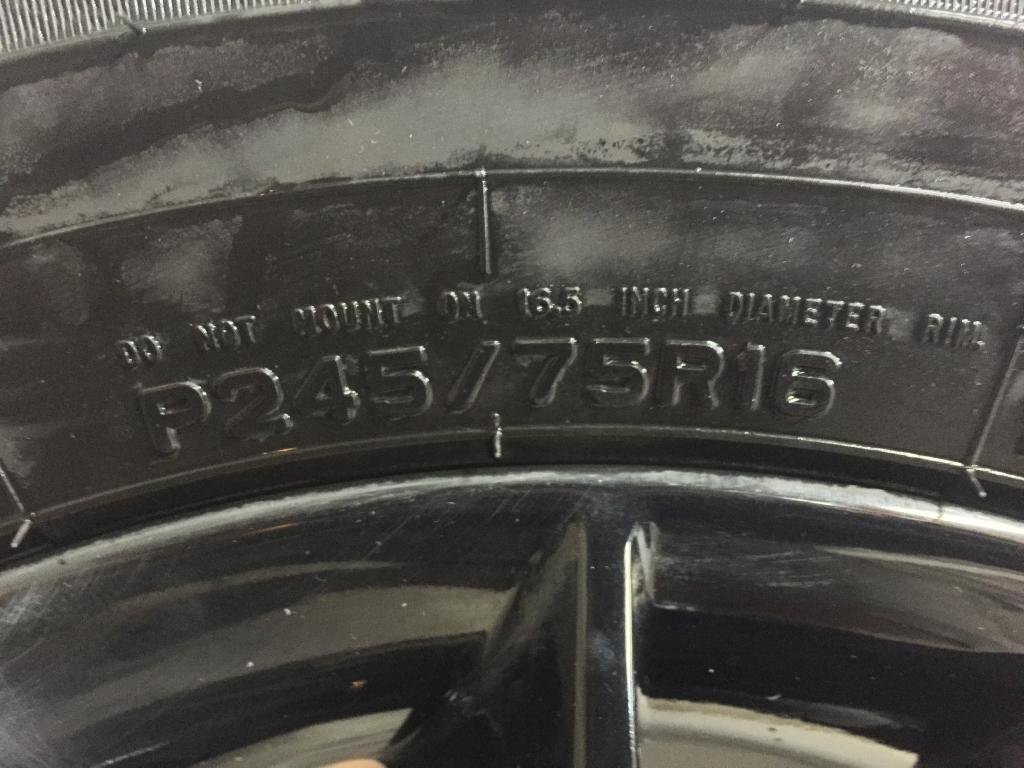 DO NOT MOUNT ON 16.5 INCH DIAMETER RIM.
P245/75R16